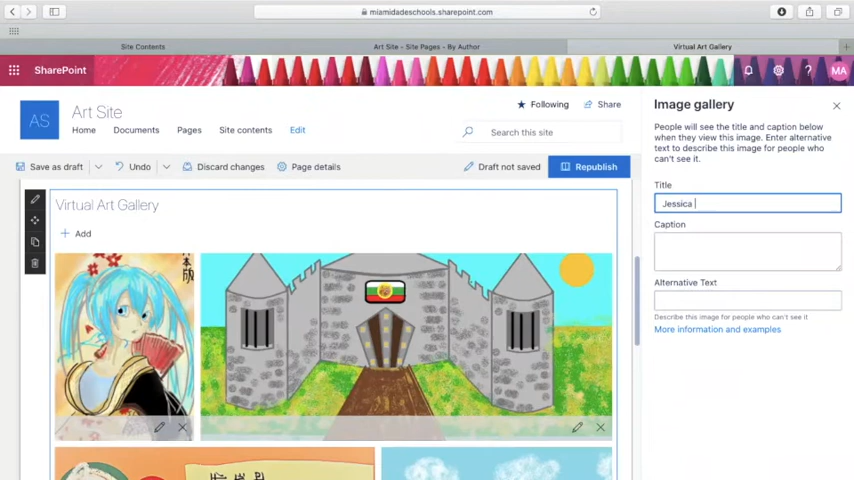 miamidadeschools.sharepoint.com
Site Contents
Art Site - Site Pages - By Author
Virtual Art Gallery
SharePoint
MA
AS
Art Site
Following
Share
Home
Documents
Pages
Site contents
Edit
Search this site
Save as draft
Undo
Discard changes
Page details
Draft not saved
Republish
Virtual Art Gallery
Add
本
版
Image gallery
People will see the title and caption below
when they view this image. Enter alternative
text to describe this image for people who
can't see it.
Title
Jessica
Caption
Alternative Text
Describe this image for people who can't see it
More information and examples